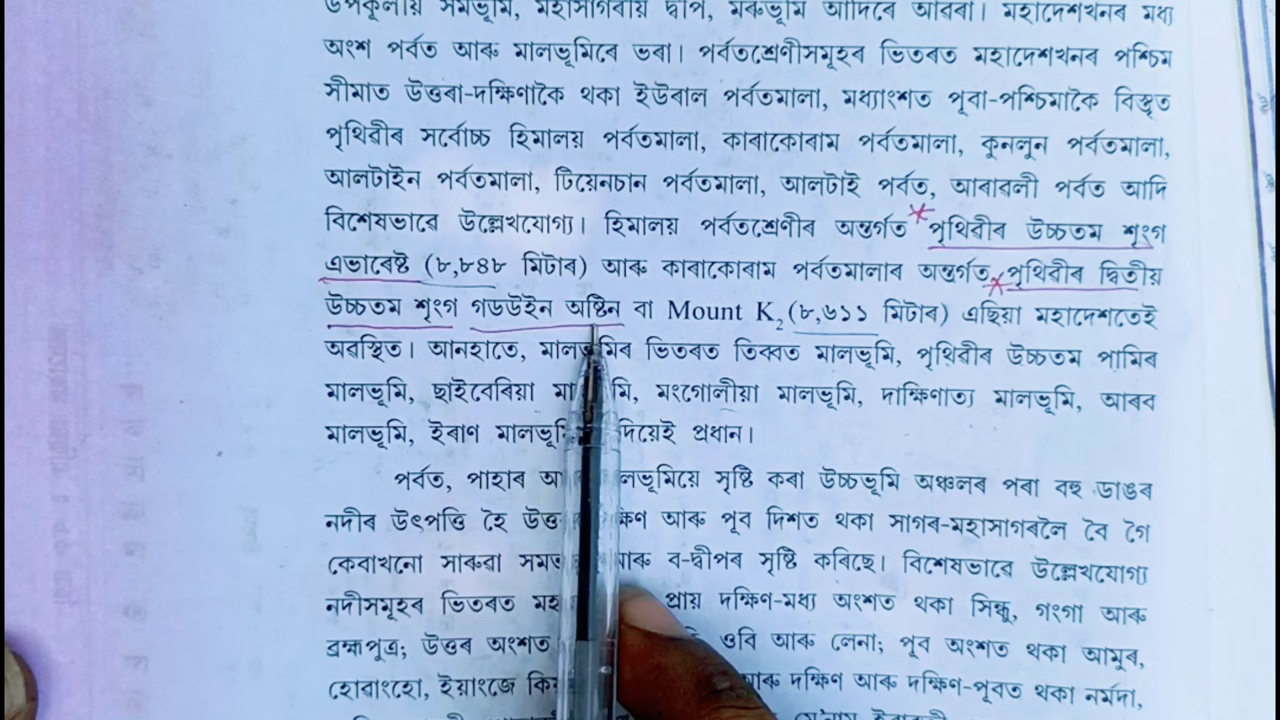 উপকূলীয় সমভূমি, মহাসাগৰীয় দ্বীপ, মৰুভূমি আদিৰে আৱৰা। মহাদেশখনৰ মধ্য
অংশ পৰ্বত আৰু মালভূমিৰে ভৰা। পৰ্বতশ্ৰেণীসমূহৰ ভিতৰত মহাদেশখনৰ পশ্চিম
সীমাত উত্তৰা-দক্ষিণাকৈ থকা ইউৰাল পৰ্বতমালা, মধ্যাংশত পূবা-পশ্চিমাকৈ বিস্তৃত
পৃথিৱীৰ সৰ্বোচ্চ হিমালয় পৰ্বতমালা, কাৰাকোৰাম পৰ্বতমালা, কুনলুন পৰ্বতমালা,
আলটাইন পৰ্বতমালা, টিয়েনচান পৰ্বতমালা, আলটাই পৰ্বত, আৰাৱলী পৰ্বত আদি
বিশেষভাৱে উল্লেখযোগ্য। হিমালয় পৰ্বতশ্ৰেণীৰ অন্তৰ্গত পৃথিৱীৰ উচ্চতম শৃংগ
এভাৰেষ্ট (৮,৮৪৮ মিটাৰ) আৰু কাৰাকোৰাম পৰ্বতমালাৰ অন্তৰ্গত পৃথিৱীৰ দ্বিতীয়
উচ্চতম শৃংগ গডউইন অষ্টিন বা Mount K₂ (৮,৬১১ মিটাৰ) এছিয়া মহাদেশতেই
অৱস্থিত। আনহাতে, মালভূমিৰ ভিতৰত তিব্বত মালভূমি, পৃথিৱীৰ উচ্চতম পামিৰ
মালভূমি, ছাইবেৰিয়া মংগোলীয়া মালভূমি, দাক্ষিণাত্য মালভূমি, আৰব
মালভূমি, ইৰাণ দিয়েই প্ৰধান।
পৰ্বত, পাহাৰ সৃষ্টি কৰা উচ্চভূমি অঞ্চলৰ পৰা বহু ডাঙৰ
নদীৰ উৎপত্তি হৈ আৰু পূব দিশত থকা সাগৰ-মহাসাগৰলৈ বৈ গৈ
কেবাখনো সাৰুৱা ব-দ্বীপৰ সৃষ্টি কৰিছে। বিশেষভাৱে উল্লেখযোগ্য
নদীসমূহৰ ভিতৰত প্ৰায় দক্ষিণ-মধ্য অংশত থকা সিন্ধু, গংগা আৰু
ব্ৰহ্মপুত্ৰ; উত্তৰ অংশত ওবি আৰু লেনা; পূব অংশত থকা আমুৰ,
হোৱাংহো, ইয়াংজে দক্ষিণ আৰু দক্ষিণ-পূবত থকা নৰ্মদা,